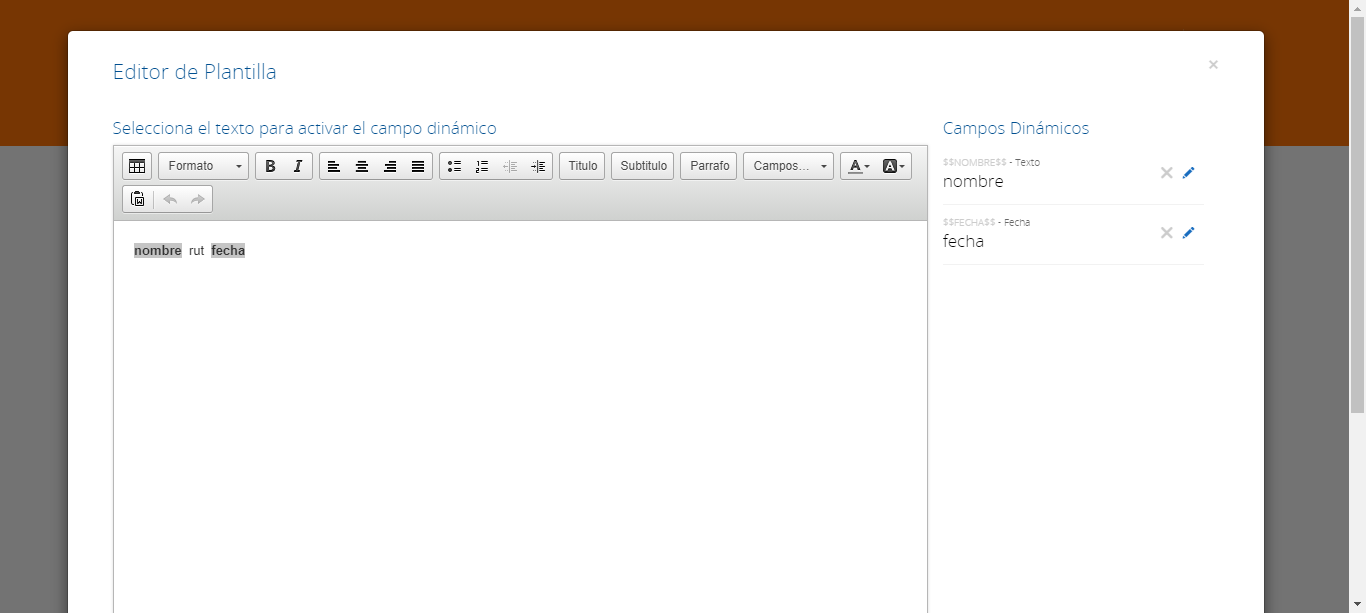 Editor de Plantilla
×
Selecciona el texto para activar el campo dinámico
Formato B I Titulo Subtitulo Parrafo Campos... A A
nombre rut fecha
Campos Dinámicos
$$NOMBRE$$ - Texto
nombre
$$FECHA$$ - Fecha
fecha